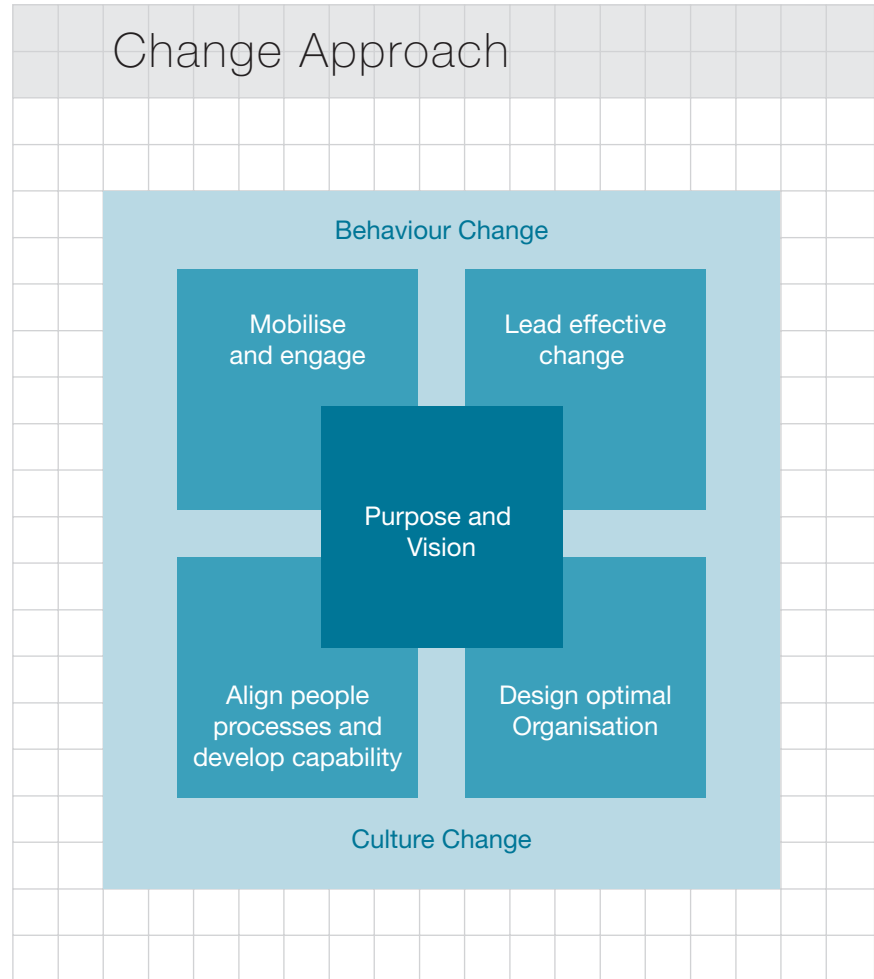 Change Approach
Behaviour Change
Mobilise
and engage
Lead effective
change
Purpose and
Vision
Align people
processes and
develop capability
Design optimal
Organisation
Culture Change